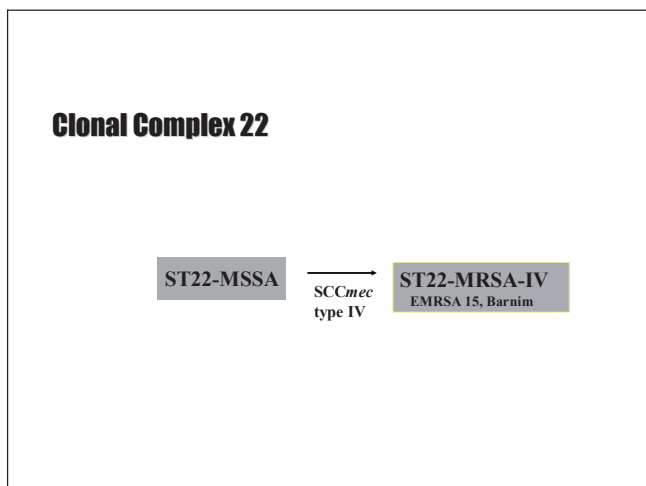 Clonal Complex 22
ST22-MSSA
SCCmec
type IV
ST22-MRSA-IV
EMRSA 15, Barnim